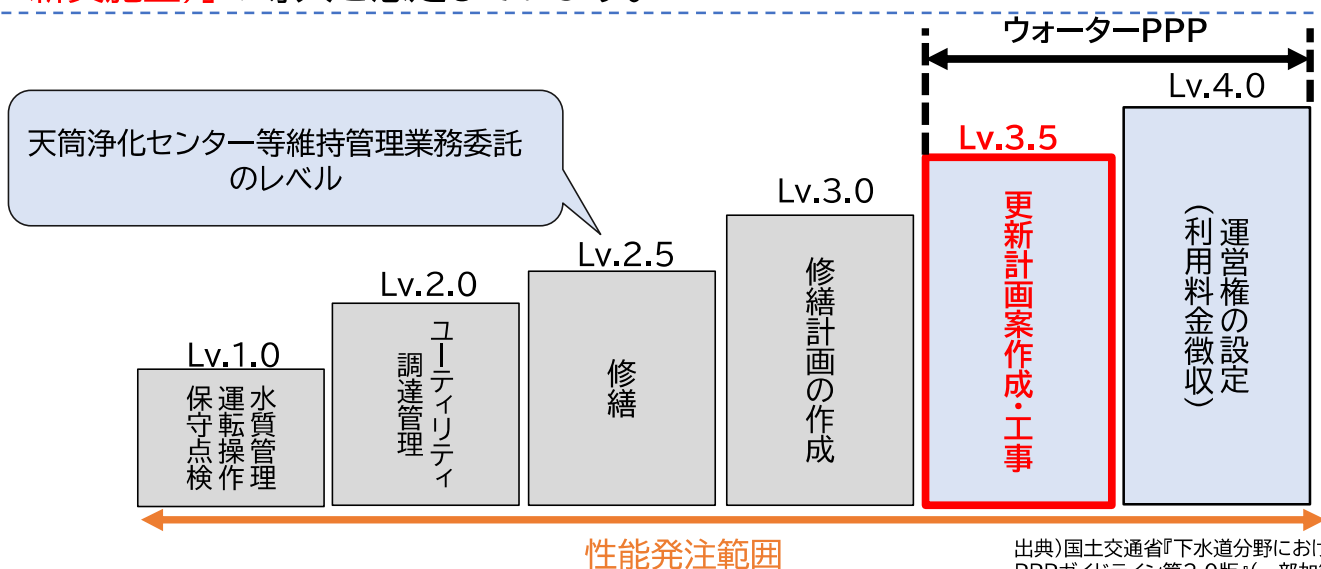 ウォーターPPP
Lv.4.0
天筒浄化センター等維持管理業務委託
のレベル
Lv.3.5
Lv.3.0
Lv.2.5
Lv.2.0
Lv.1.0
水質管理
運転操作
保守点検
ユーティリティ
調達管理
修繕
修繕計画の作成
更新計画案作成・工事
運営権の設定
(利用料金徴収)
性能発注範囲
出典)国土交通省『下水道分野におけ